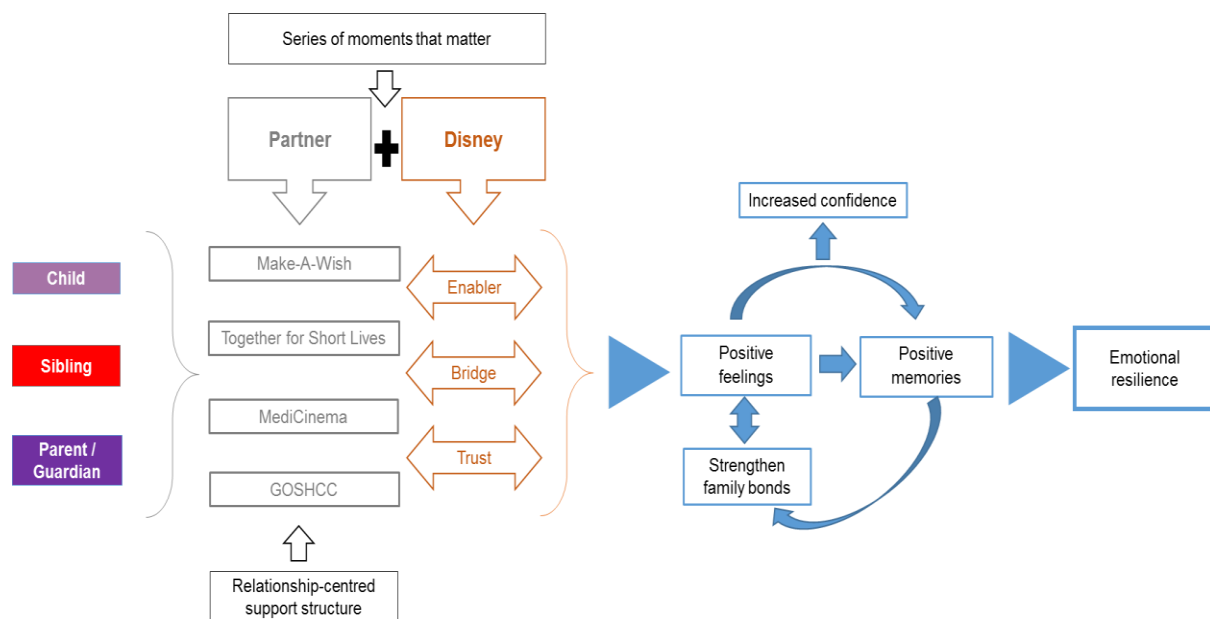 Series of moments that matter
Partner
Disney
Make-A-Wish
Together for Short Lives
MediCinema
GOSHCC
Relationship-centred
support structure
Child
Sibling
Parent /
Guardian
Enabler
Bridge
Trust
Increased confidence
Positive
feelings
Positive
memories
Strengthen
family bonds
Emotional
resilience